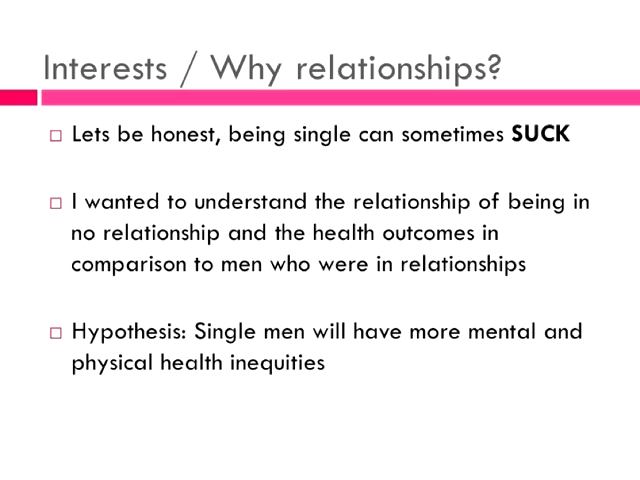 Interests / Why relationships?
Lets be honest, being single can sometimes SUCK
I wanted to understand the relationship of being in
no relationship and the health outcomes in
comparison to men who were in relationships
Hypothesis: Single men will have more mental and
physical health inequities